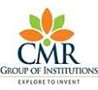 CMR
GROUP OF INSTITUTIONS
EXPLORE TO INVENT